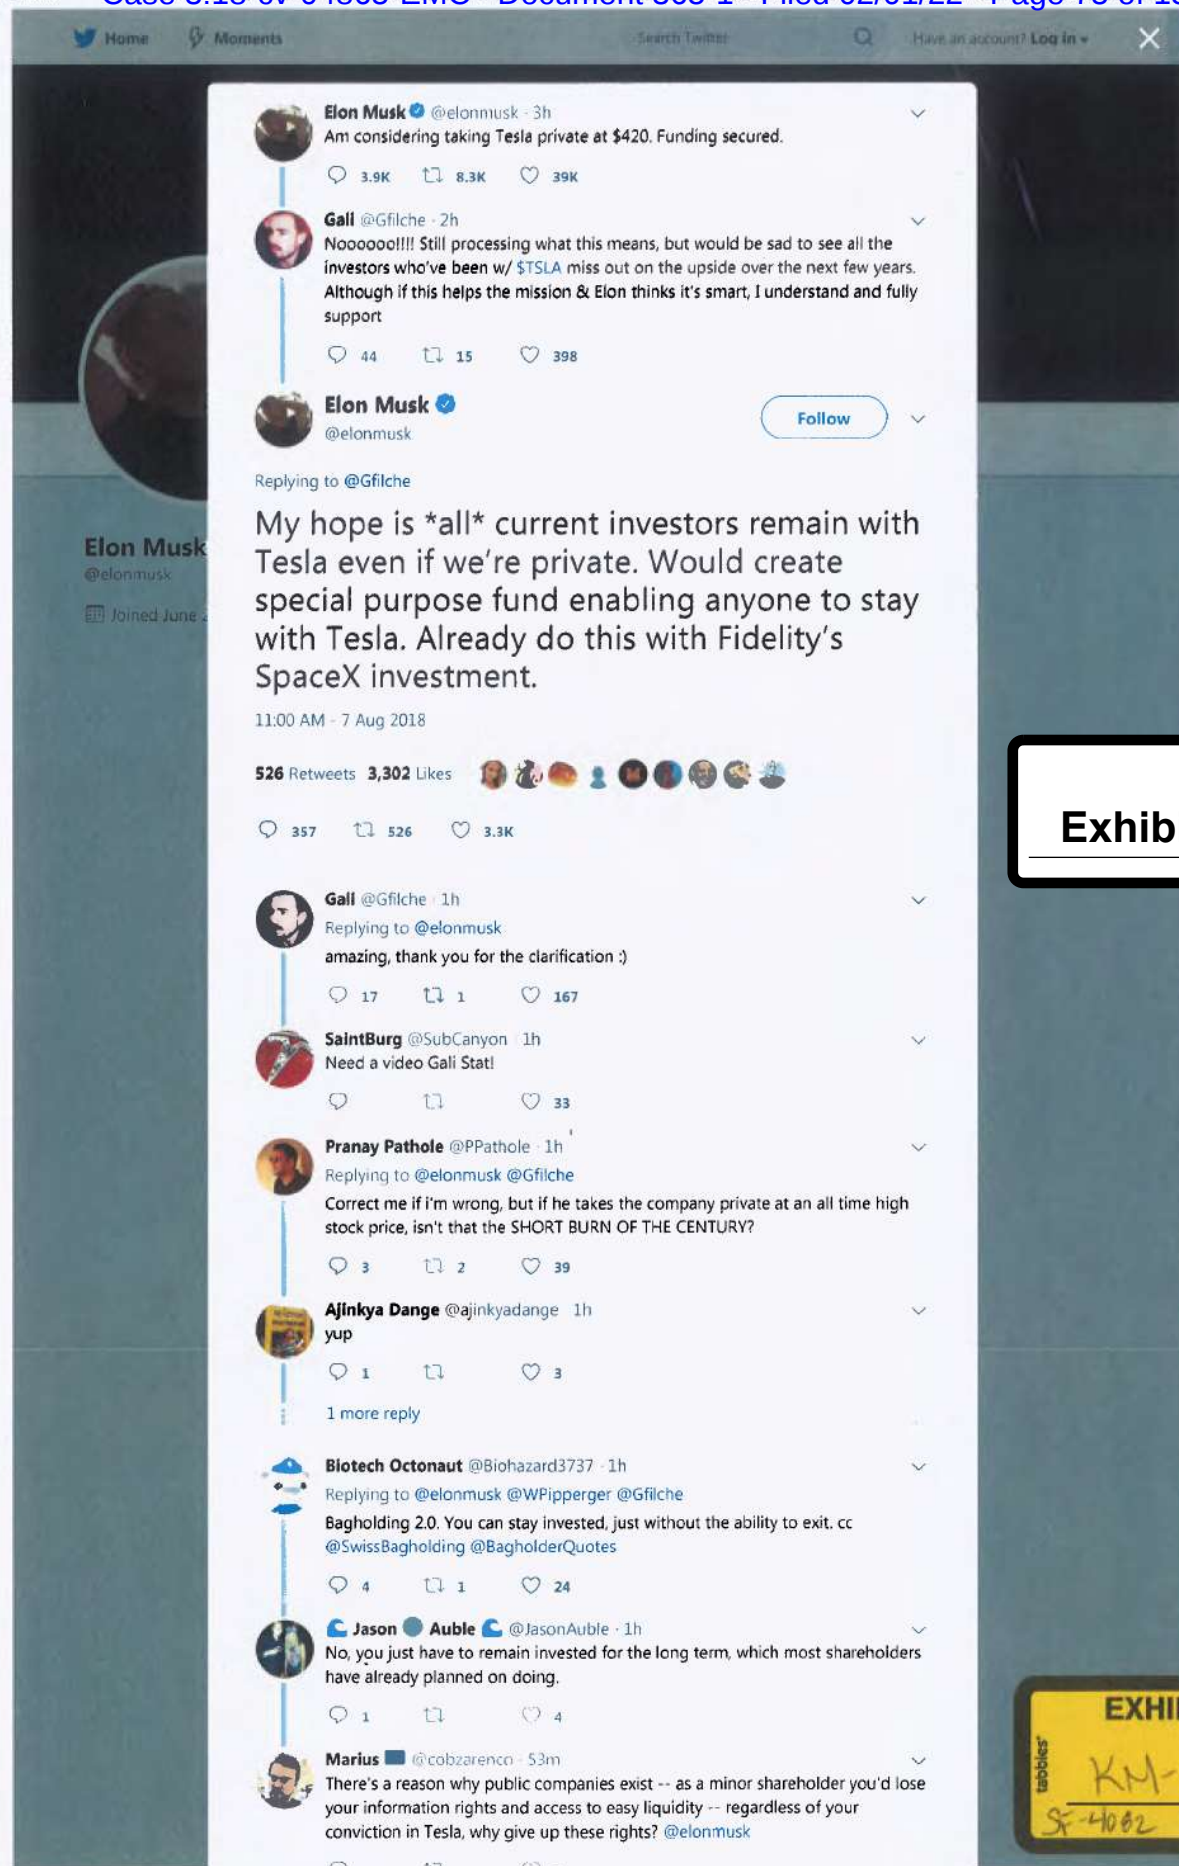 Document Filed 02/01/22 Page
Home Moments Search Twitter Have an account? Log in
Elon Musk @elonmusk · 3h
Am considering taking Tesla private at $420. Funding secured.
3.9K 8.3K 39K
Gali @Gfilche · 2h
Noooooo!!!! Still processing what this means, but would be sad to see all the
investors who've been w/ $TSLA miss out on the upside over the next few years.
Although if this helps the mission & Elon thinks it's smart, I understand and fully
support
44 15 398
Elon Musk
@elonmusk
Follow
Replying to @Gfilche
My hope is *all* current investors remain with
Tesla even if we're private. Would create
special purpose fund enabling anyone to stay
with Tesla. Already do this with Fidelity's
SpaceX investment.
11:00 AM - 7 Aug 2018
526 Retweets 3,302 Likes
357 526 3.3K
Elon Musk
@elonmusk
Joined June
Exhib
Gali @Gfilche · 1h
Replying to @elonmusk
amazing, thank you for the clarification :)
17 1 167
SaintBurg @SubCanyon 1h
Need a video Gali Stat!
33
Pranay Pathole @PPathole · 1h
Replying to @elonmusk @Gfilche
Correct me if i'm wrong, but if he takes the company private at an all time high
stock price, isn't that the SHORT BURN OF THE CENTURY?
3 2 39
Ajinkya Dange @ajinkyadange 1h
yup
1 3
1 more reply
Biotech Octonaut @Biohazard3737 · 1h
Replying to @elonmusk @WPipperger @Gfilche
Bagholding 2.0. You can stay invested, just without the ability to exit. cc
@SwissBagholding @BagholderQuotes
4 1 24
Jason Auble @JasonAuble · 1h
No, you just have to remain invested for the long term, which most shareholders
have already planned on doing.
1 4
Marius @cobzarenco · 53m
There's a reason why public companies exist -- as a minor shareholder you'd lose
your information rights and access to easy liquidity -- regardless of your
conviction in Tesla, why give up these rights? @elonmusk
EXHI
tabbies'
KM-
SF-4082